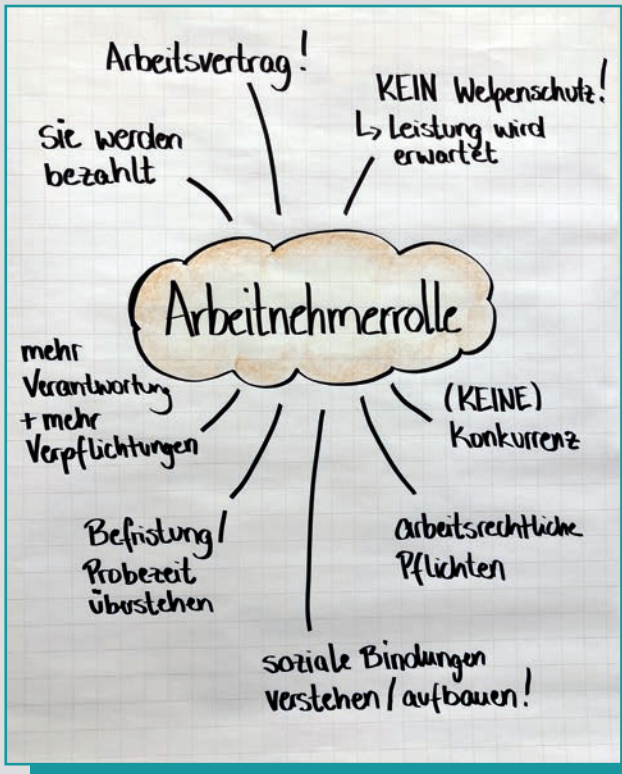 Arbeitsvertrag!
KEIN Welpenschutz!
↳ Leistung wird
erwartet
Sie werden
bezahlt
Arbeitnehmerrolle
mehr
Verantwortung
+ mehr
Verpflichtungen
(KEINE)
Konkurrenz
Befristung/
Probezeit
überstehen
arbeitsrechtliche
Pflichten
soziale Bindungen
verstehen / aufbauen!